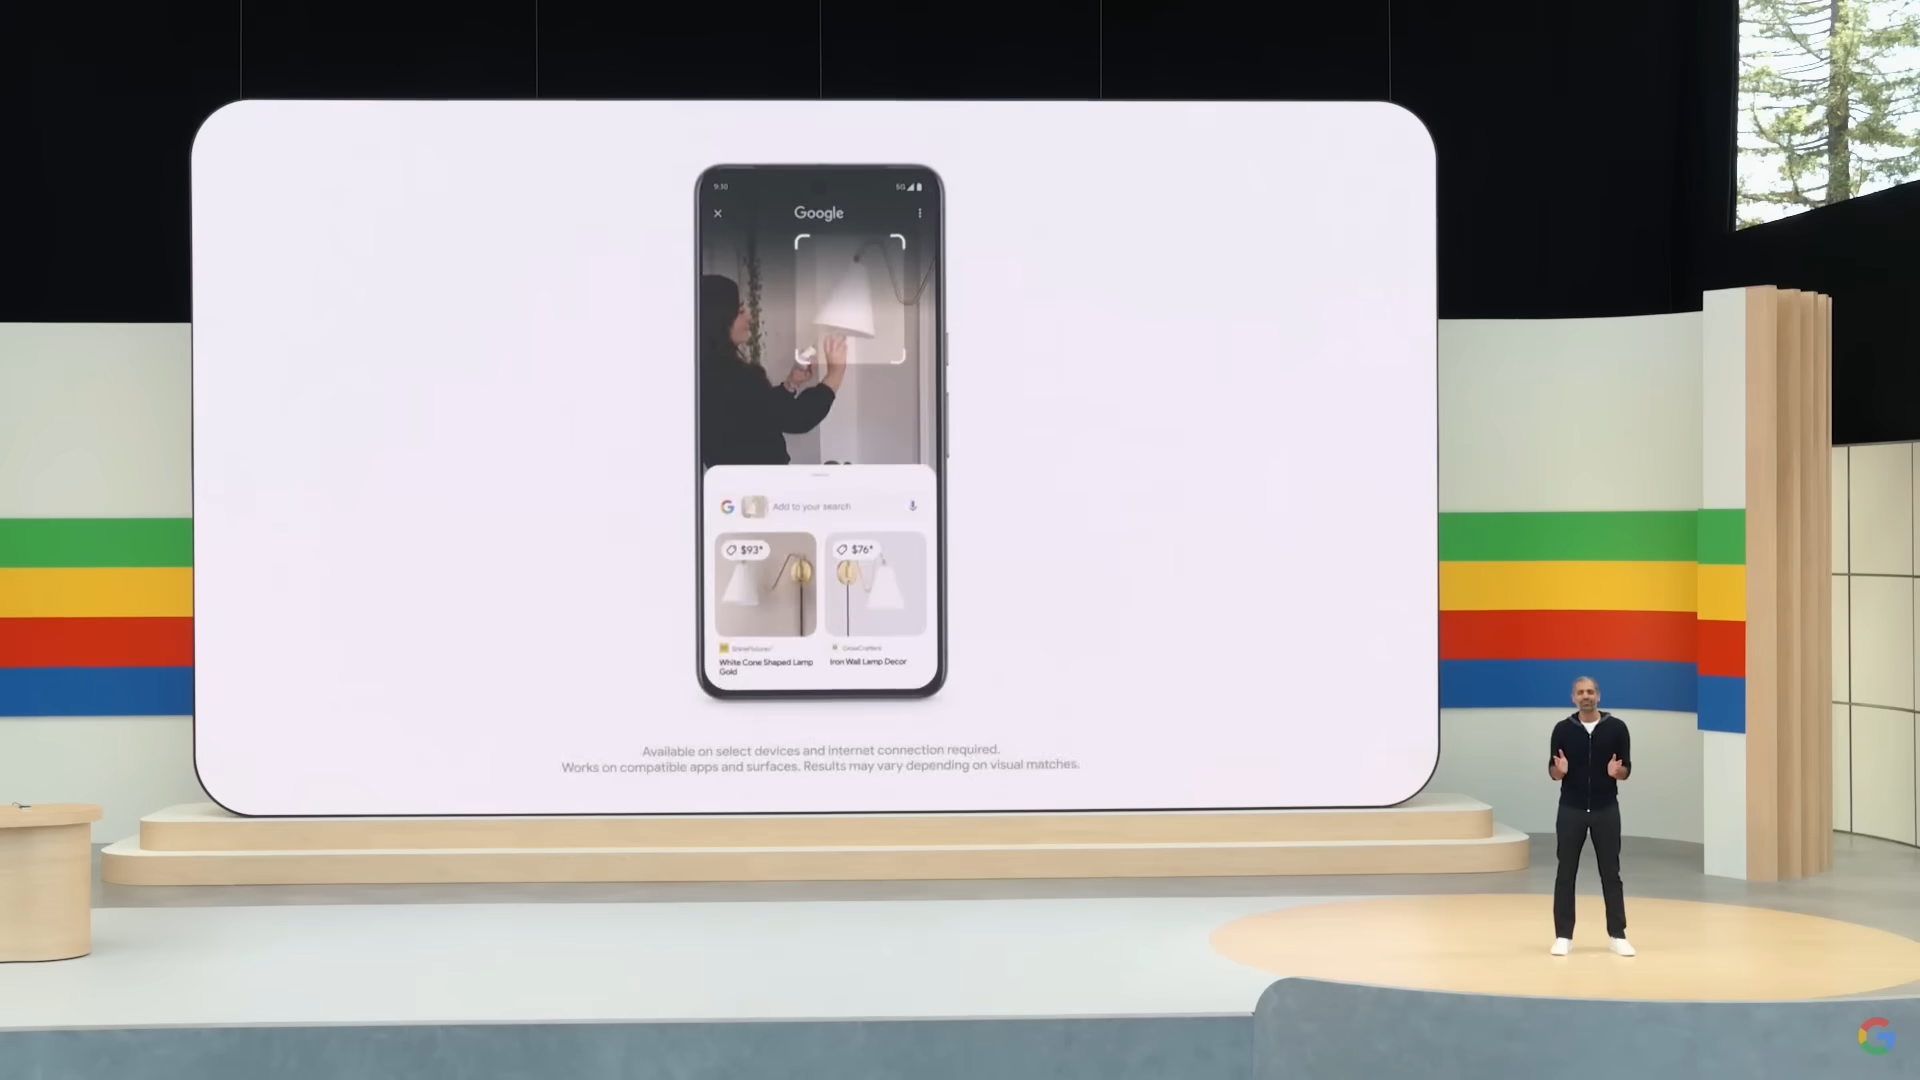 9:30
5G
Google
Add to your search
$93*
$76*
White Cone Shaped Lamp
Gold
Iron Wall Lamp Decor
Available on select devices and internet connection required.
Works on compatible apps and surfaces. Results may vary depending on visual matches.